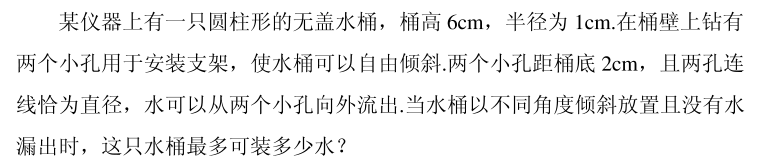 某仪器上有一只圆柱形的无盖水桶，桶高 6cm，半径为 1cm.在桶壁上钻有
两个小孔用于安装支架，使水桶可以自由倾斜.两个小孔距桶底 2cm，且两孔连
线恰为直径，水可以从两个小孔向外流出.当水桶以不同角度倾斜放置且没有水
漏出时，这只水桶最多可装多少水？